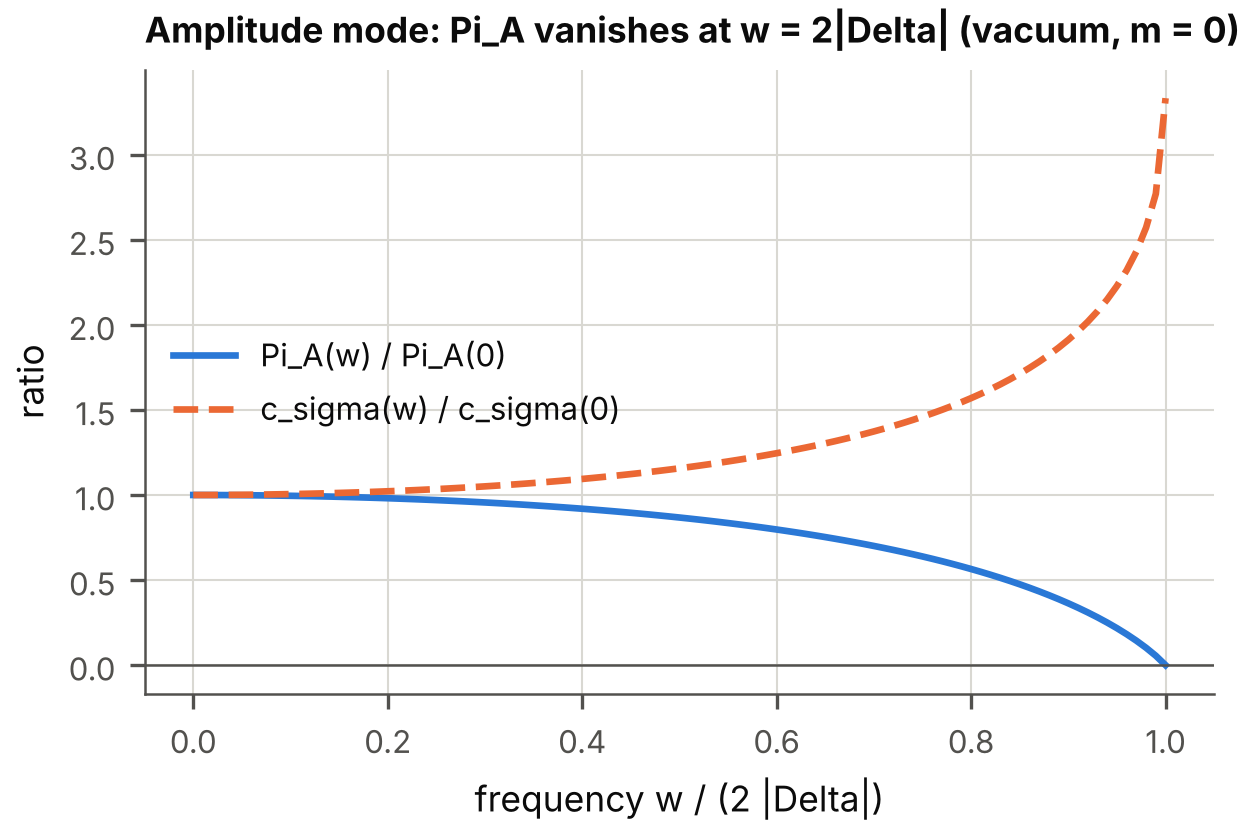 Amplitude mode: Pi_A vanishes at w = 2|Delta| (vacuum, m = 0)
3.0
2.5
2.0
1.5
1.0
0.5
0.0
ratio
Pi_A(w) / Pi_A(0)
c_sigma(w) / c_sigma(0)
0.0 0.2 0.4 0.6 0.8 1.0
frequency w / (2 |Delta|)